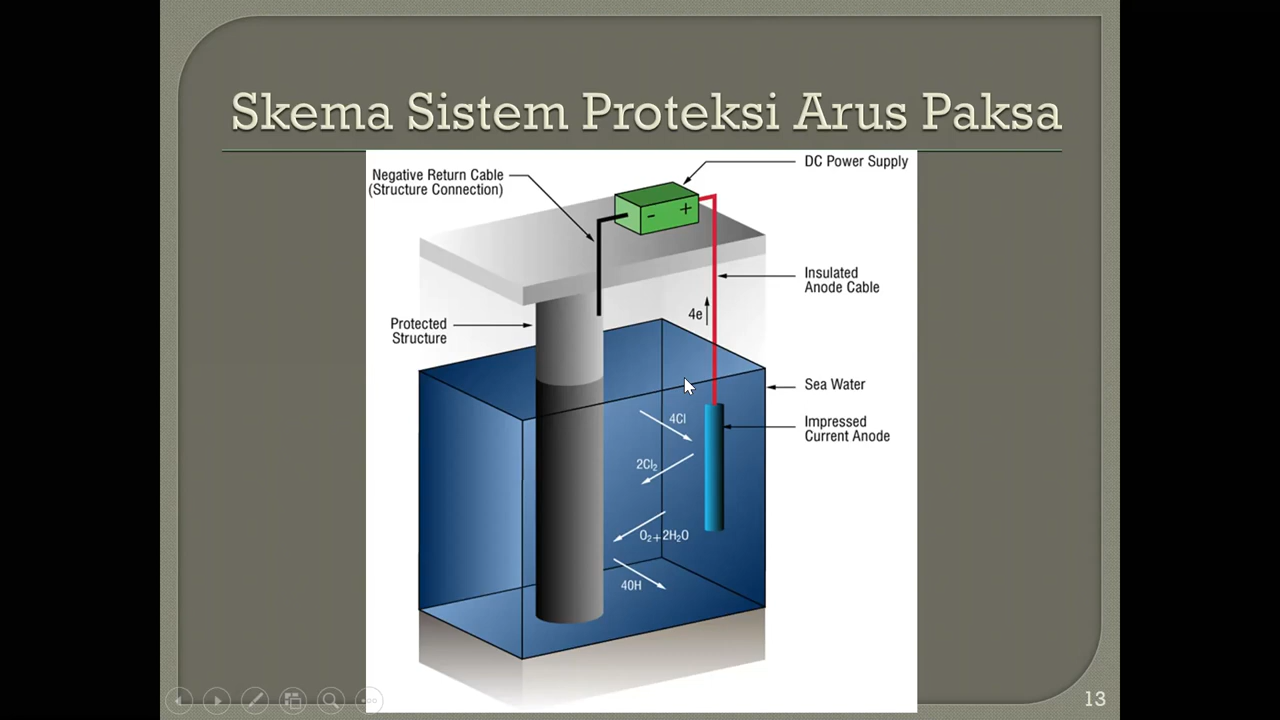 Skema Sistem Proteksi Arus Paksa
DC Power Supply
Negative Return Cable
(Structure Connection)
- +
Insulated
Anode Cable
4e
Protected
Structure
Sea Water
4Cl
Impressed
Current Anode
2Cl₂
O₂+2H₂O
4OH
13